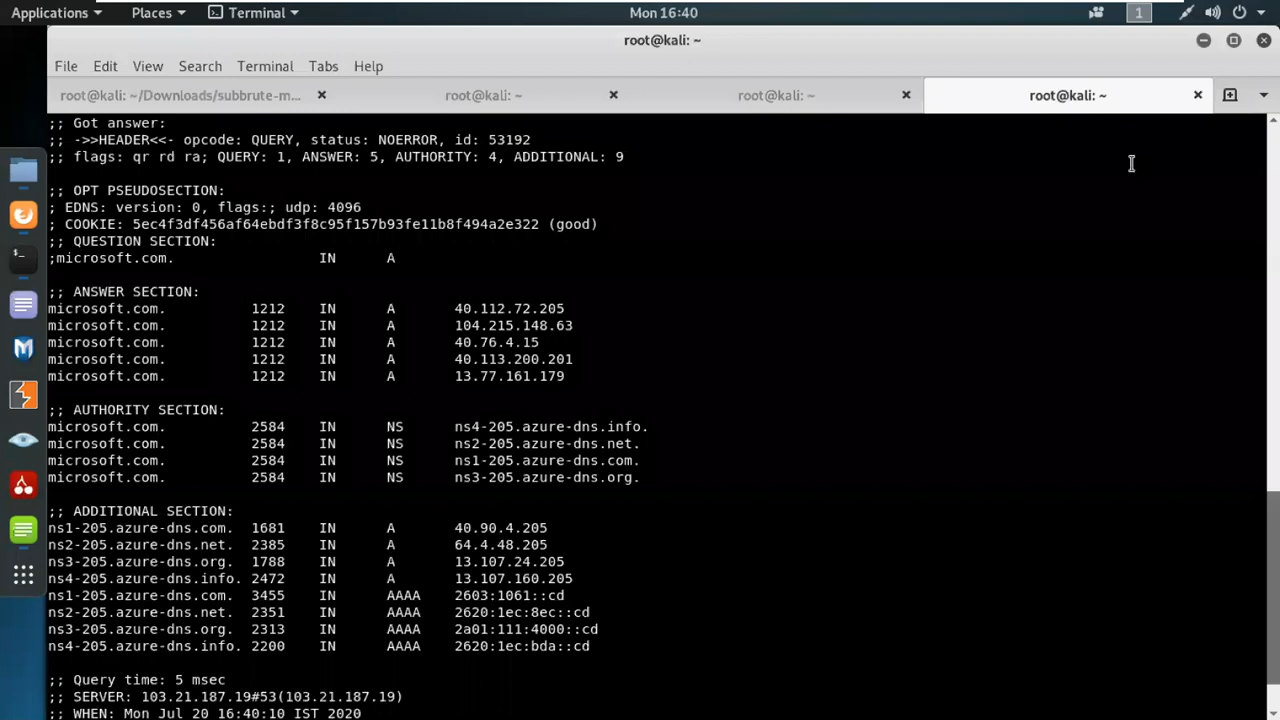 Applications Places Terminal Mon 16:40 1
root@kali: ~
File Edit View Search Terminal Tabs Help
root@kali: ~/Downloads/subbrute-m... root@kali: ~ root@kali: ~ root@kali: ~
;; Got answer:
;; ->>HEADER<<- opcode: QUERY, status: NOERROR, id: 53192
;; flags: qr rd ra; QUERY: 1, ANSWER: 5, AUTHORITY: 4, ADDITIONAL: 9
;; OPT PSEUDOSECTION:
; EDNS: version: 0, flags:; udp: 4096
; COOKIE: 5ec4f3df456af64ebdf3f8c95f157b93fe11b8f494a2e322 (good)
;; QUESTION SECTION:
;microsoft.com. IN A
;; ANSWER SECTION:
microsoft.com. 1212 IN A 40.112.72.205
microsoft.com. 1212 IN A 104.215.148.63
microsoft.com. 1212 IN A 40.76.4.15
microsoft.com. 1212 IN A 40.113.200.201
microsoft.com. 1212 IN A 13.77.161.179
;; AUTHORITY SECTION:
microsoft.com. 2584 IN NS ns4-205.azure-dns.info.
microsoft.com. 2584 IN NS ns2-205.azure-dns.net.
microsoft.com. 2584 IN NS ns1-205.azure-dns.com.
microsoft.com. 2584 IN NS ns3-205.azure-dns.org.
;; ADDITIONAL SECTION:
ns1-205.azure-dns.com. 1681 IN A 40.90.4.205
ns2-205.azure-dns.net. 2385 IN A 64.4.48.205
ns3-205.azure-dns.org. 1788 IN A 13.107.24.205
ns4-205.azure-dns.info. 2472 IN A 13.107.160.205
ns1-205.azure-dns.com. 3455 IN AAAA 2603:1061::cd
ns2-205.azure-dns.net. 2351 IN AAAA 2620:1ec:8ec::cd
ns3-205.azure-dns.org. 2313 IN AAAA 2a01:111:4000::cd
ns4-205.azure-dns.info. 2200 IN AAAA 2620:1ec:bda::cd
;; Query time: 5 msec
;; SERVER: 103.21.187.19#53(103.21.187.19)
;; WHEN: Mon Jul 20 16:40:10 IST 2020